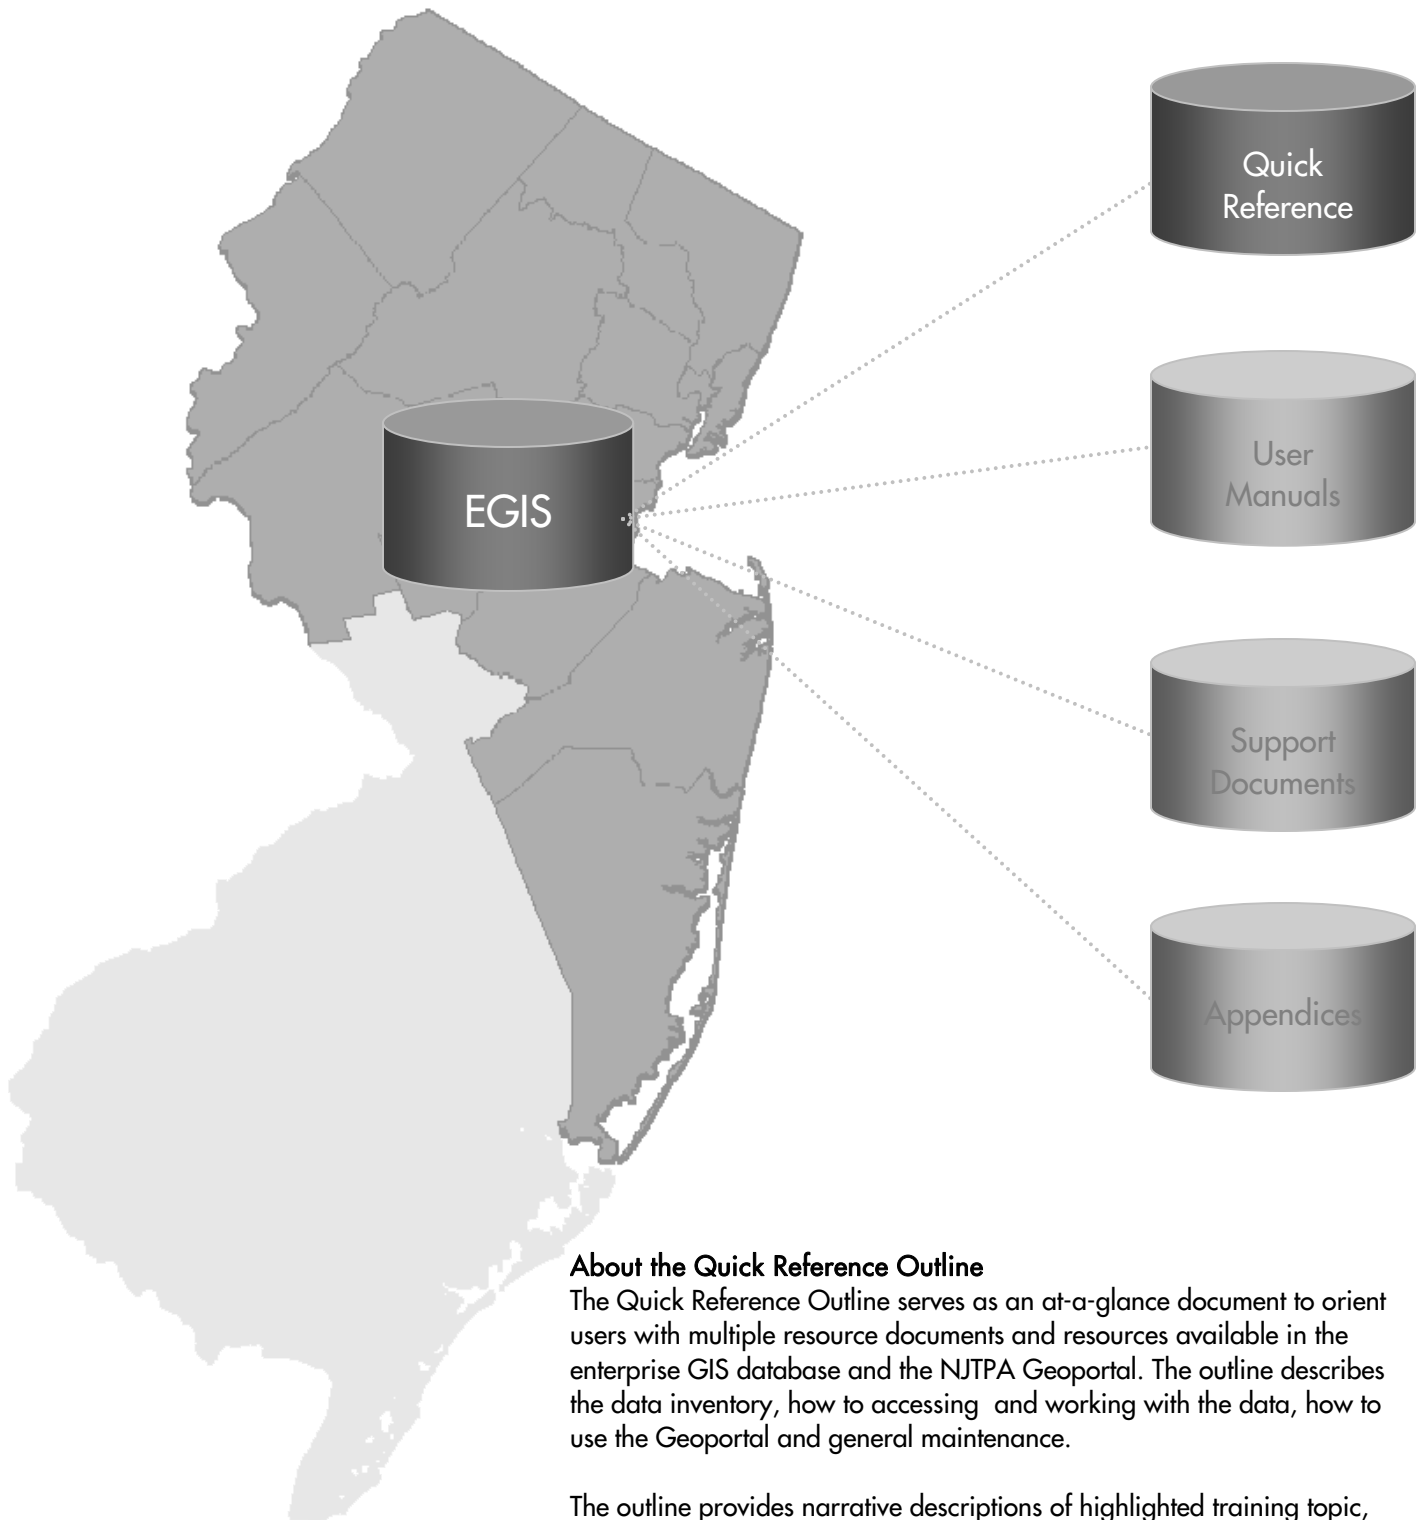 Quick
Reference
EGIS
User
Manuals
Support
Documents
Appendices
About the Quick Reference Outline
The Quick Reference Outline serves as an at-a-glance document to orient
users with multiple resource documents and resources available in the
enterprise GIS database and the NJTPA Geoportal. The outline describes
the data inventory, how to accessing  and working with the data, how to
use the Geoportal and general maintenance.
The outline provides narrative descriptions of highlighted training topic,